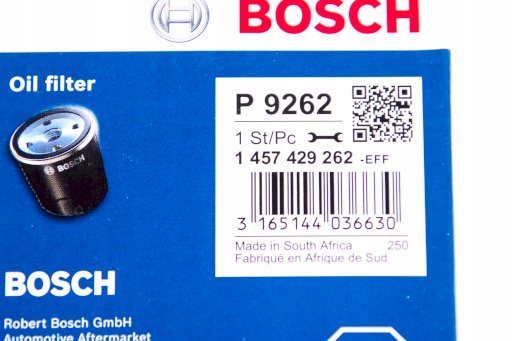 BOSCH
Oil filter
BOSCH
P 9262
1 St/Pc
1 457 429 262 -EFF
3 165144 036630
Made in South Africa 250
Fabriqué en Afrique de Sud
BOSCH
Robert Bosch GmbH
Automotive Aftermarket